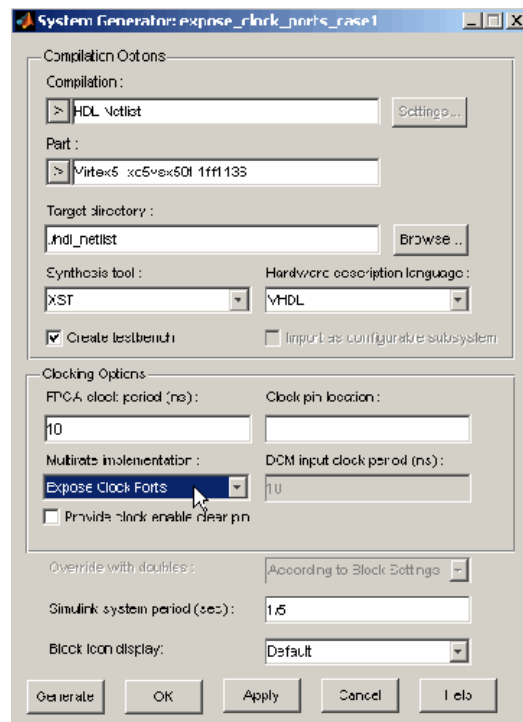 System Generator: expose_clock_ports_case1
Compilation Options
Compilation :
> HDL Netlist Settings...
Part :
> Virtex5 xc5vsx50t-1ff1136
Target directory :
./hdl_netlist Browse...
Synthesis tool : Hardware description language :
XST VHDL
Create testbench Import as configurable subsystem
Clocking Options
FPGA clock period (ns) : Clock pin location :
10
Multirate implementation : DCM input clock period (ns) :
Expose Clock Ports 10
Provide clock enable clear pin
Override with doubles : According to Block Settings
Simulink system period (sec) : 1/5
Block icon display: Default
Generate OK Apply Cancel Help